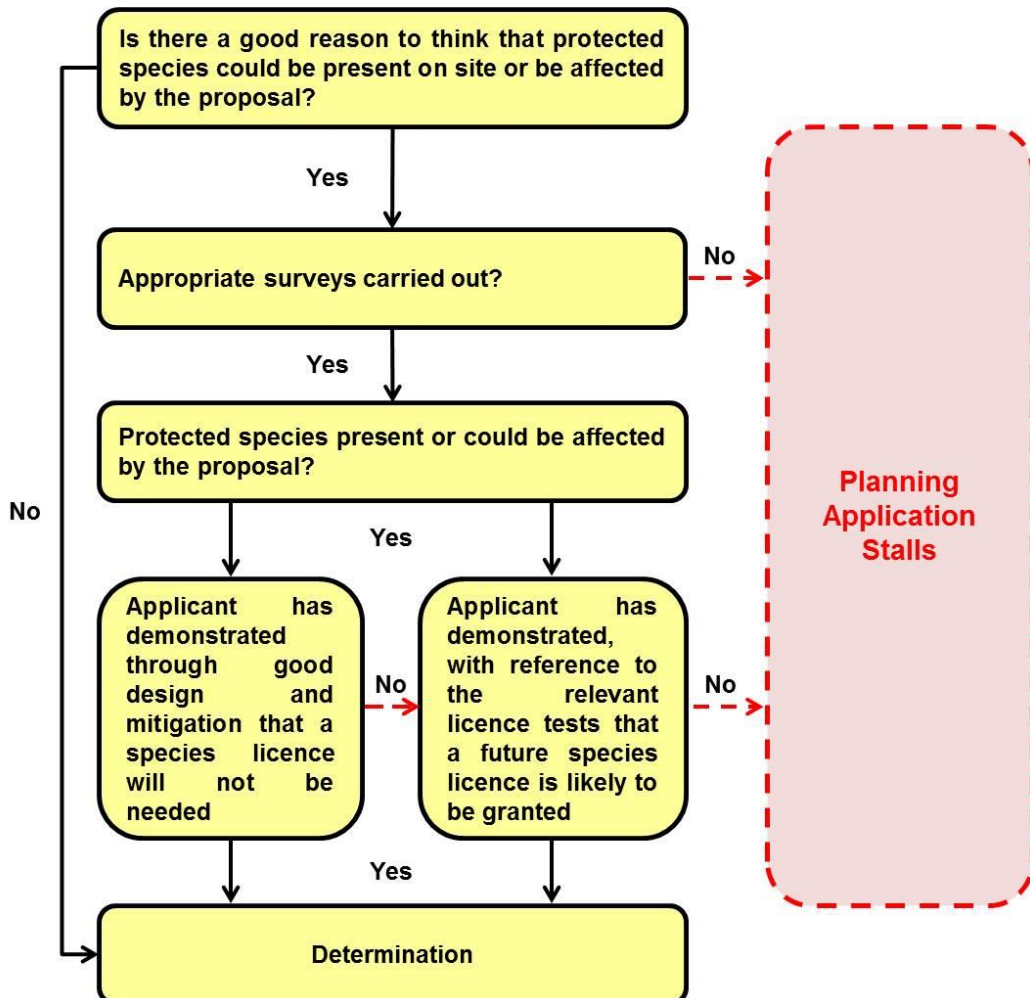 Is there a good reason to think that protected
species could be present on site or be affected
by the proposal?
Yes
Appropriate surveys carried out?
No
Yes
Protected species present or could be affected
by the proposal?
No
Yes
Applicant has
demonstrated
through good
design and
mitigation that a
species licence
will not be
needed
No
Applicant has
demonstrated,
with reference to
the relevant
licence tests that
a future species
licence is likely to
be granted
No
Planning
Application
Stalls
Yes
Determination